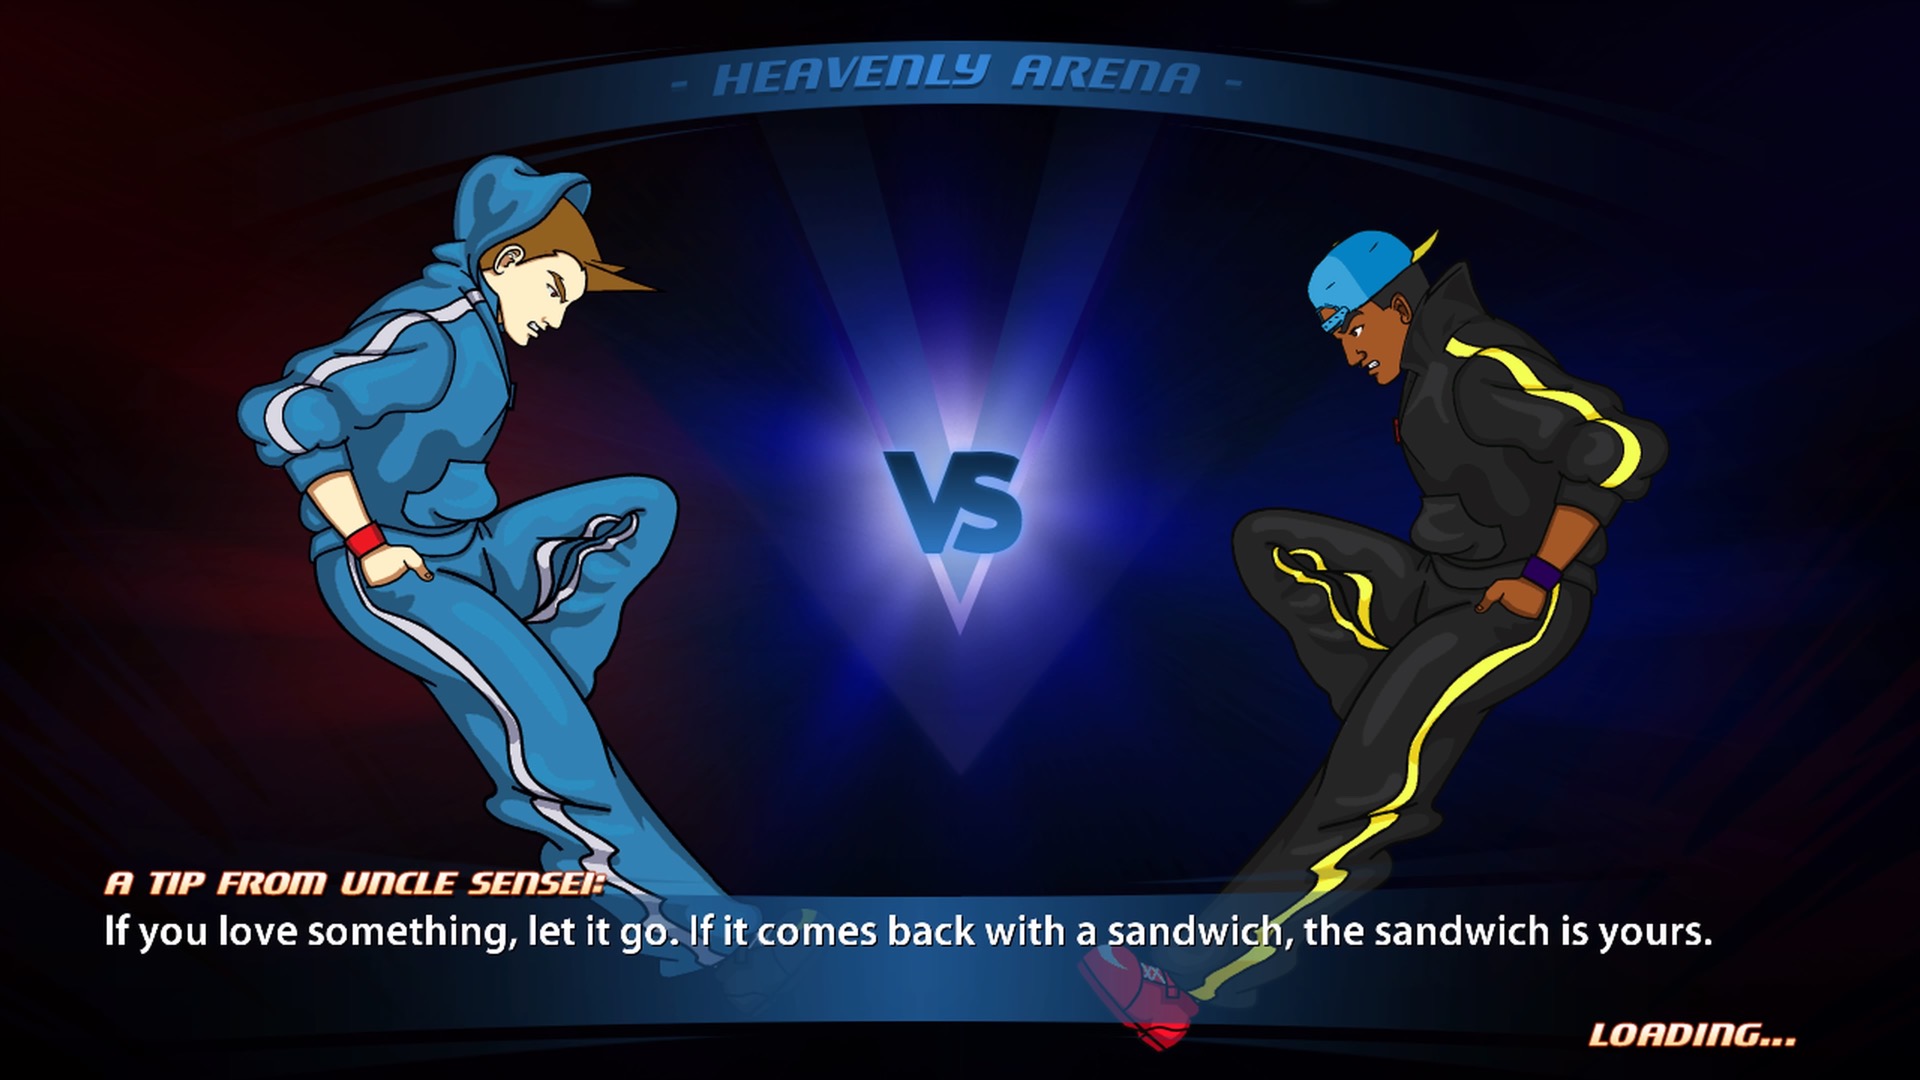 - HEAVENLY ARENA -
VS
A TIP FROM UNCLE SENSEI:
If you love something, let it go. If it comes back with a sandwich, the sandwich is yours.
LOADING...